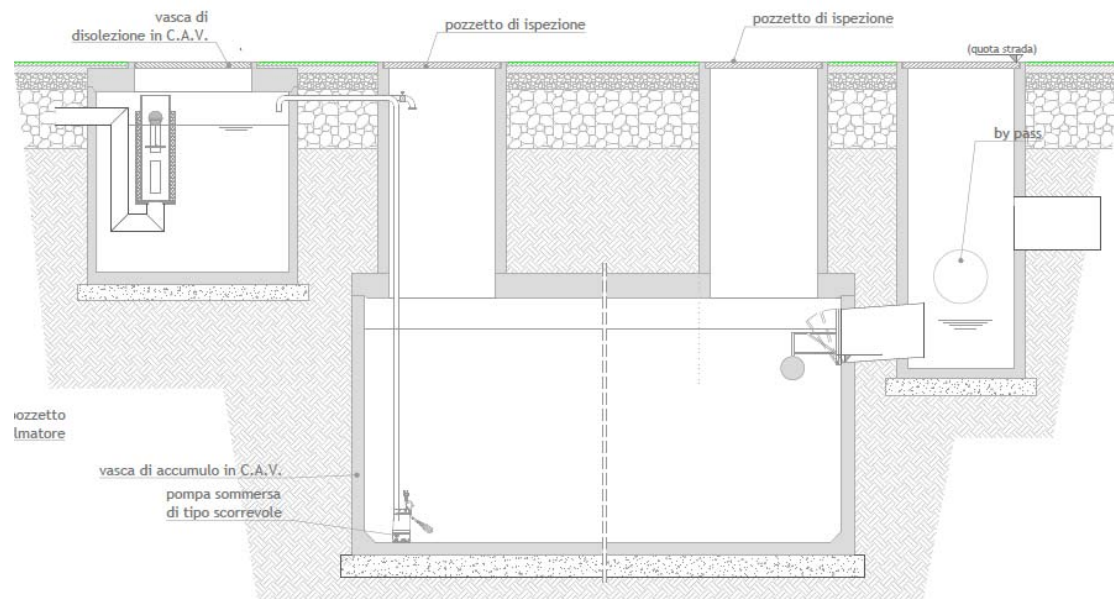 vasca di
disolezione in C.A.V.
pozzetto di ispezione
pozzetto di ispezione
(quota strada)
by pass
pozzetto
lmatore
vasca di accumulo in C.A.V.
pompa sommersa
di tipo scorrevole